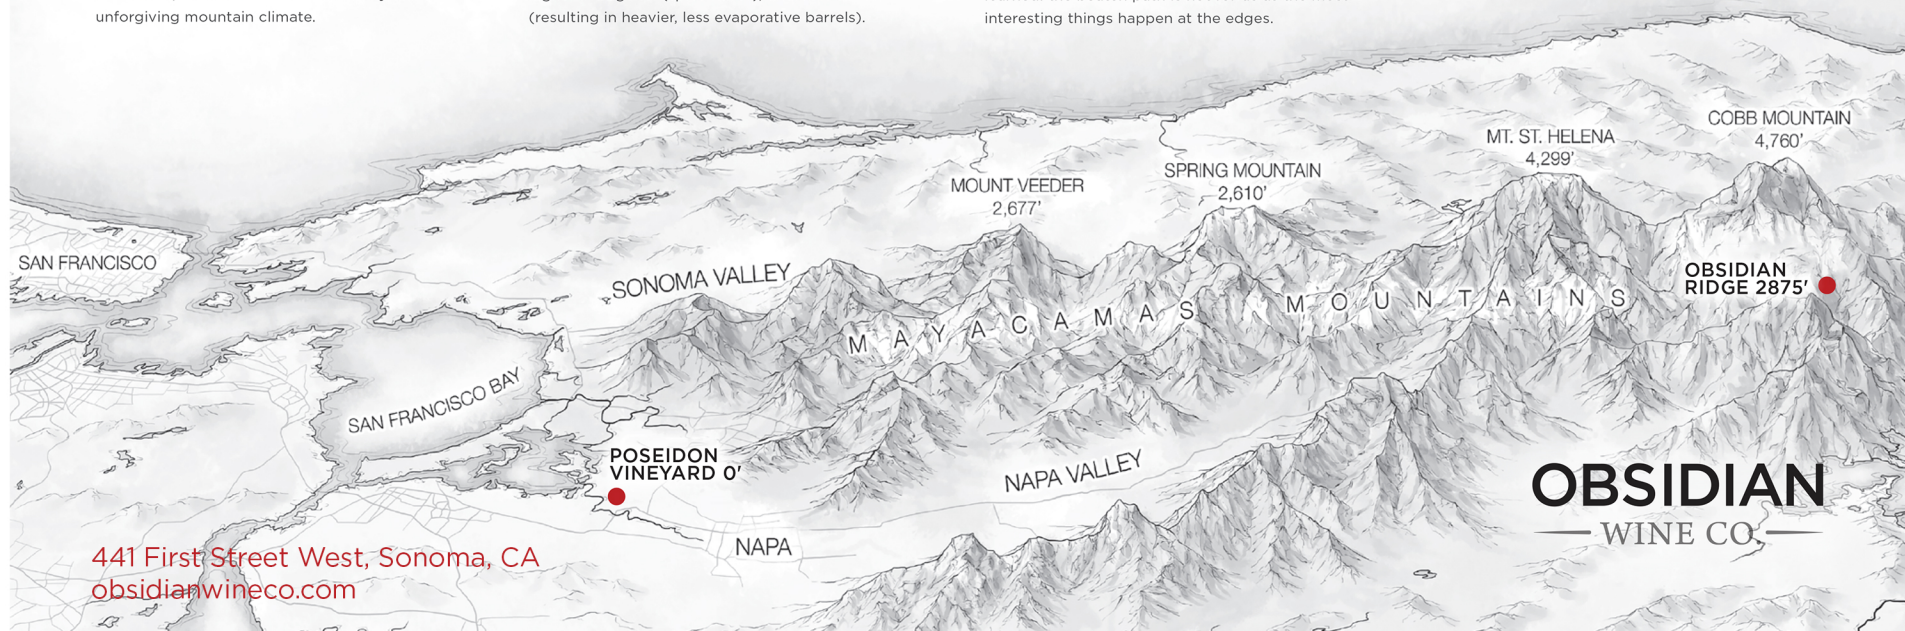 unforgiving mountain climate.
(resulting in heavier, less evaporative barrels).
interesting things happen at the edges.
COBB MOUNTAIN
4,760'
MT. ST. HELENA
4,299'
SPRING MOUNTAIN
2,610'
MOUNT VEEDER
2,677'
SAN FRANCISCO
SONOMA VALLEY
OBSIDIAN
RIDGE 2875'
MAYACAMAS MOUNTAINS
SAN FRANCISCO BAY
POSEIDON
VINEYARD 0'
NAPA VALLEY
OBSIDIAN
WINE CO.
NAPA
441 First Street West, Sonoma, CA
obsidianwineco.com